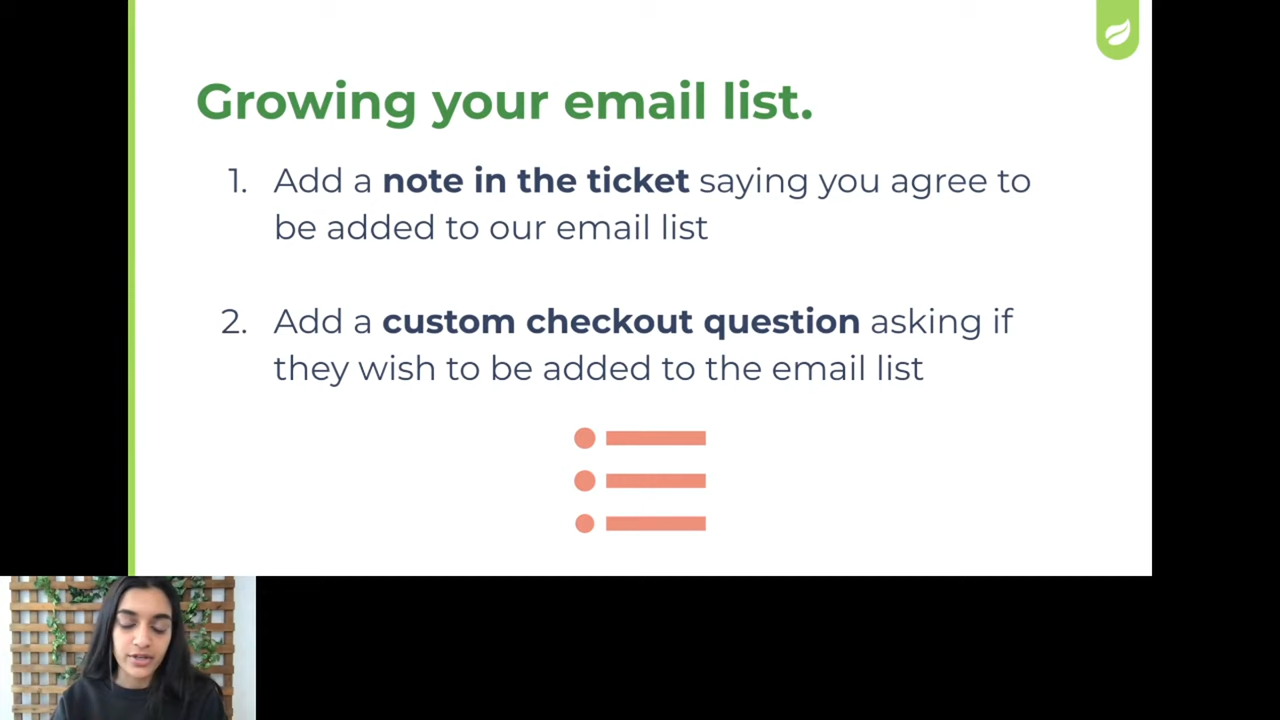 Growing your email list.
1. Add a note in the ticket saying you agree to
be added to our email list
2. Add a custom checkout question asking if
they wish to be added to the email list